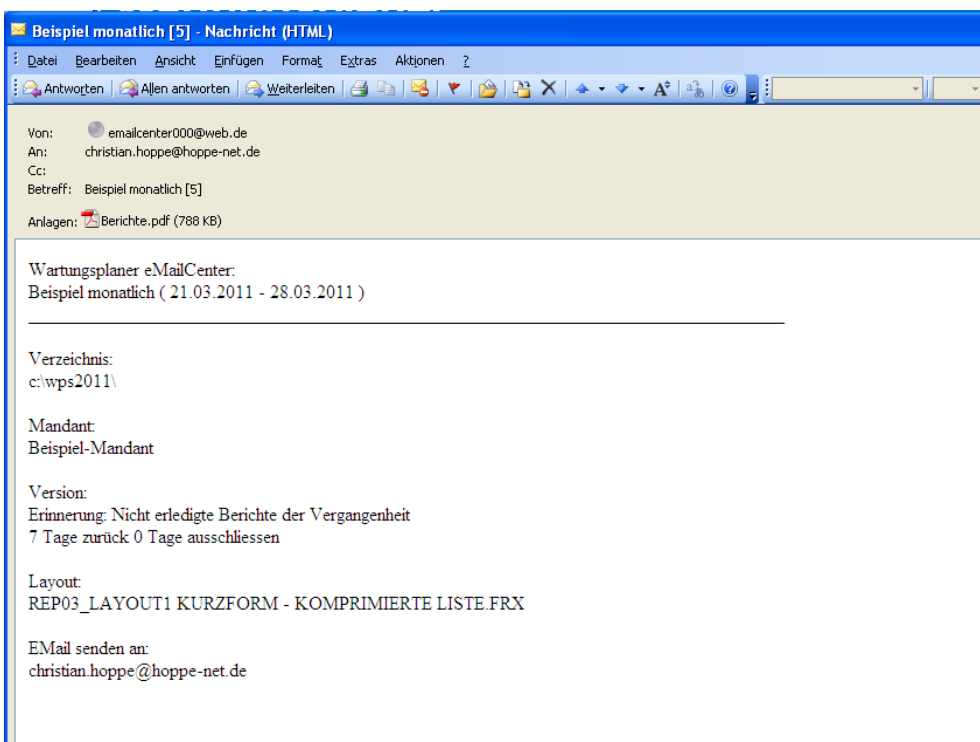 Beispiel monatlich [5] - Nachricht (HTML)
Datei Bearbeiten Ansicht Einfügen Format Extras Aktionen ?
Antworten Allen antworten Weiterleiten
Von: emailcenter000@web.de
An: christian.hoppe@hoppe-net.de
Cc:
Betreff: Beispiel monatlich [5]
Anlagen: Berichte.pdf (788 KB)
Wartungsplaner eMailCenter:
Beispiel monatlich ( 21.03.2011 - 28.03.2011 )
Verzeichnis:
c:\wps2011\
Mandant:
Beispiel-Mandant
Version:
Erinnerung: Nicht erledigte Berichte der Vergangenheit
7 Tage zurück 0 Tage ausschliessen
Layout:
REP03_LAYOUT1 KURZFORM - KOMPRIMIERTE LISTE.FRX
EMail senden an:
christian.hoppe@hoppe-net.de